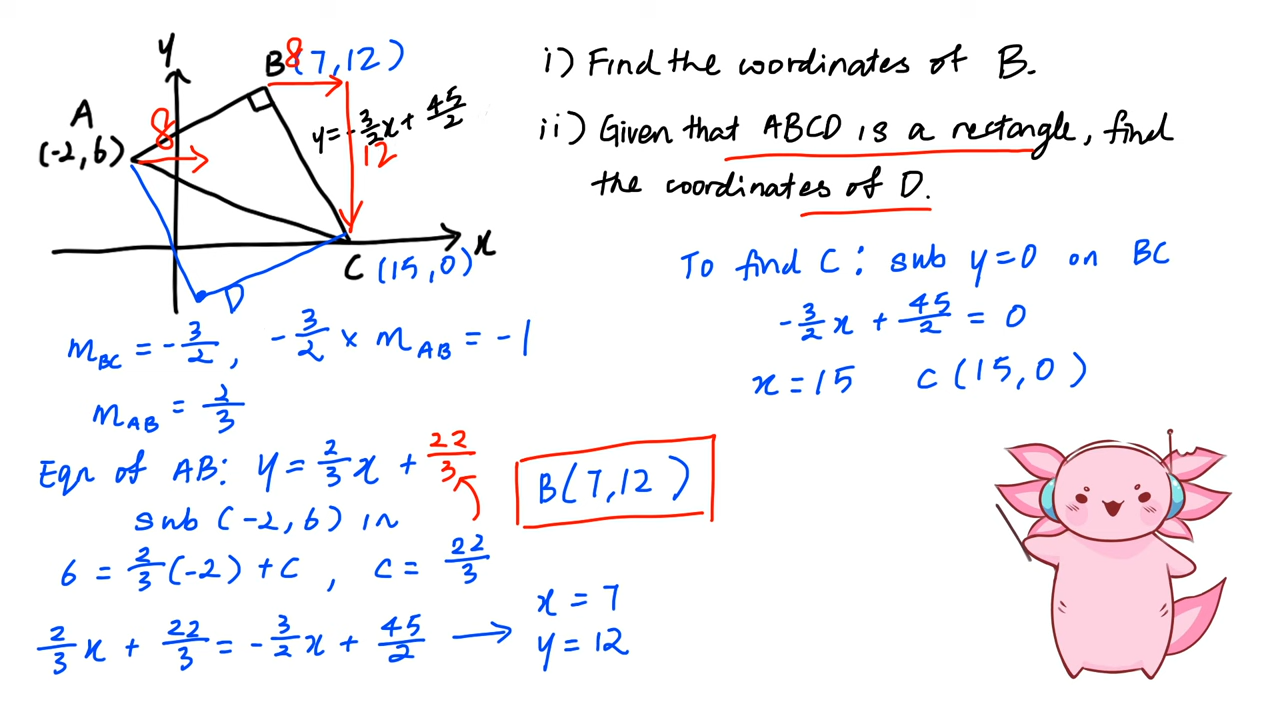 y
B (7,12)
8
A
(-2,6)
8
y=-3/2x+45/2
12
x
C (15,0)
D
i) Find the coordinates of B.
ii) Given that ABCD is a rectangle, find
the coordinates of D.
To find C: sub y=0 on BC
-3/2x + 45/2 = 0
x = 15 C (15,0)
mBC = -3/2, -3/2 × mAB = -1
mAB = 2/3
Eqn of AB: y = 2/3x + 22/3
sub (-2,6) in
6 = 2/3(-2) + C, C = 22/3
2/3x + 22/3 = -3/2x + 45/2 → x = 7
y = 12
B(7,12)